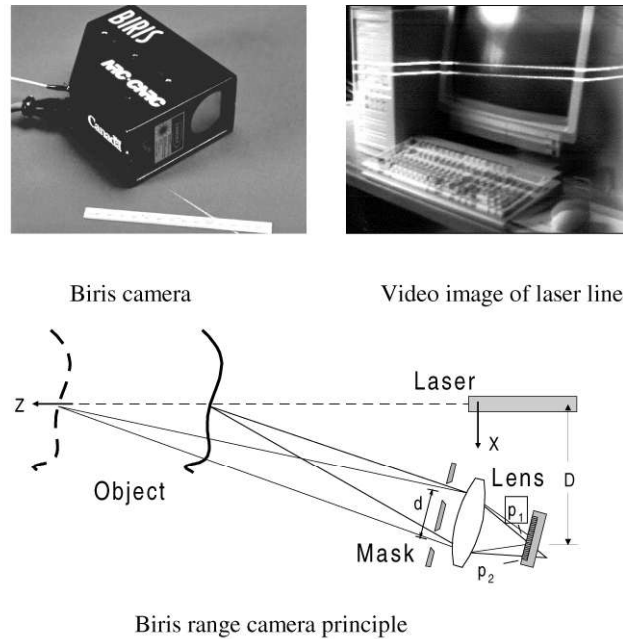 BIRIS
NRC-CNRC
Canada
Biris camera
Video image of laser line
Laser
Z
X
Object
Lens
D
d
p1
Mask
p2
Biris range camera principle